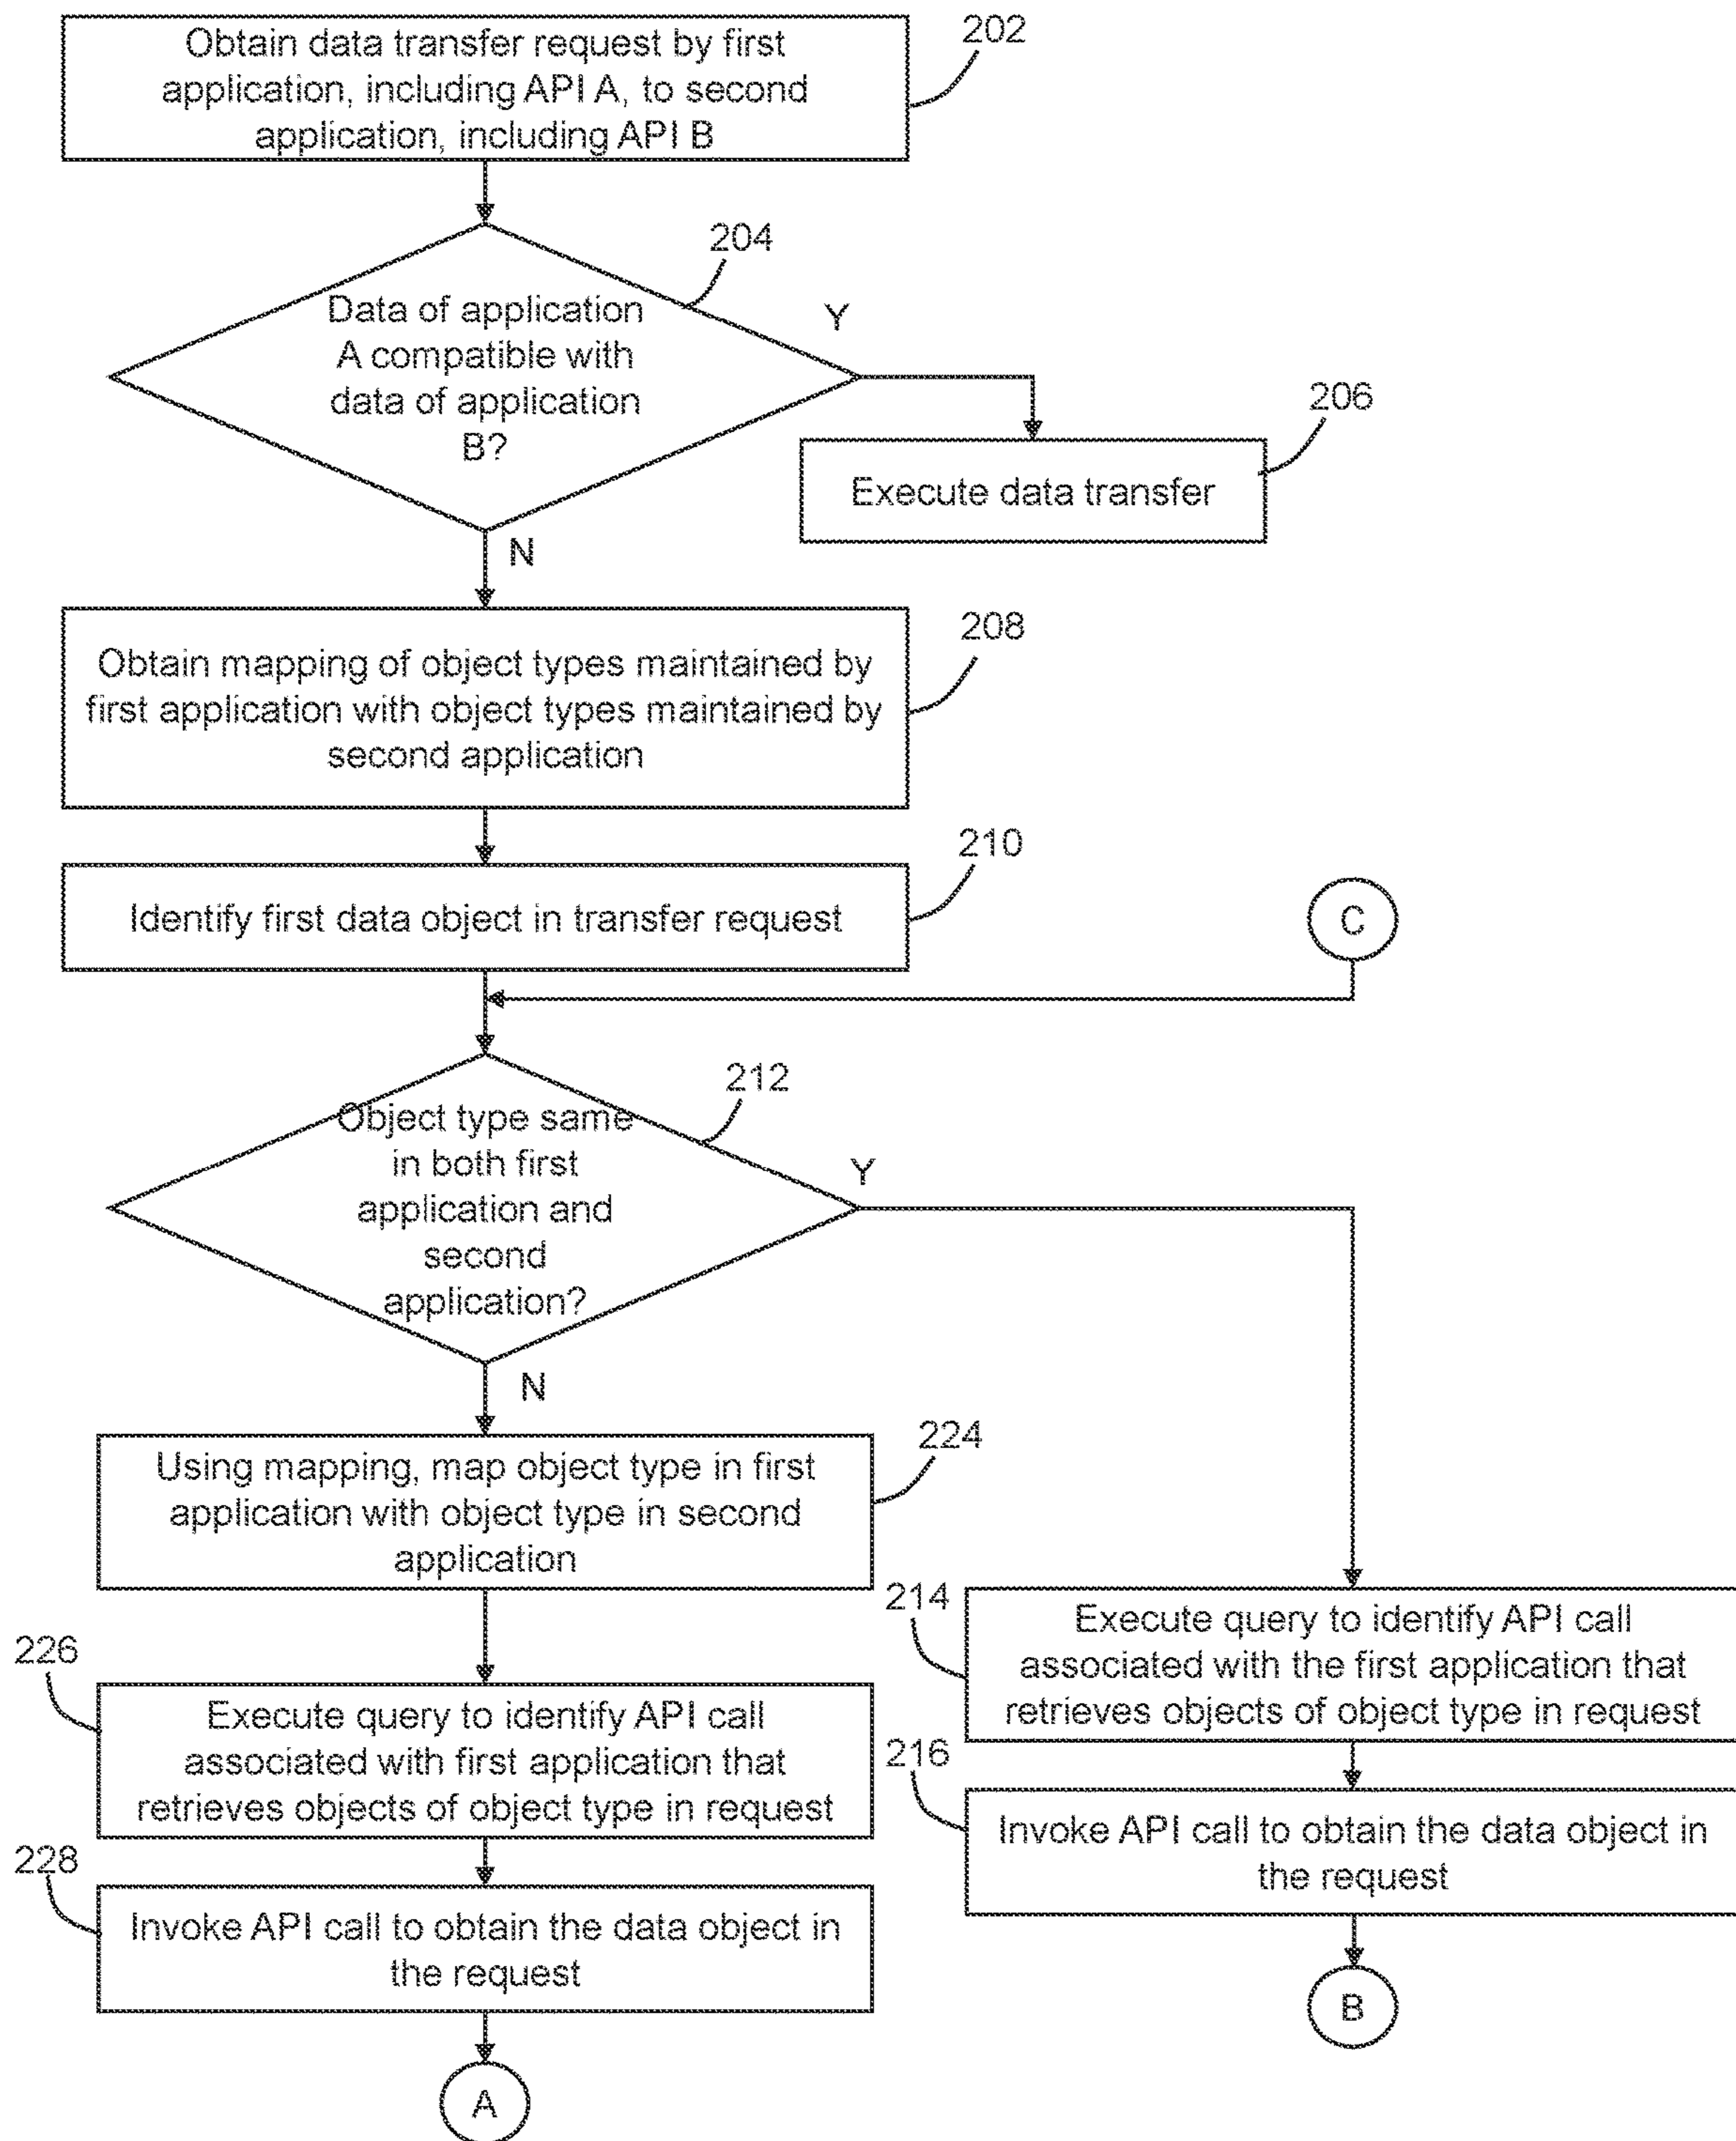 202
Obtain data transfer request by first
application, including API A, to second
application, including API B
204
Data of application
A compatible with
data of application
B?
Y
206
Execute data transfer
N
208
Obtain mapping of object types maintained by
first application with object types maintained by
second application
210
Identify first data object in transfer request
C
212
Object type same
in both first
application and
second
application?
Y
N
224
Using mapping, map object type in first
application with object type in second
application
214
Execute query to identify API call
associated with the first application that
retrieves objects of object type in request
226
Execute query to identify API call
associated with first application that
retrieves objects of object type in request
216
Invoke API call to obtain the data object in
the request
228
Invoke API call to obtain the data object in
the request
B
A